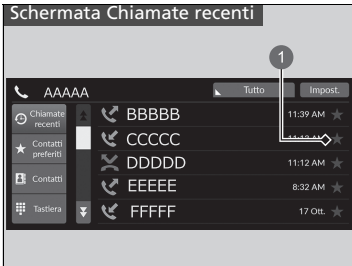 Schermata Chiamate recenti
1
AAAAA
Tutto
Impost.
Chiamate
recenti
BBBBB
11:39 AM
Contatti
preferiti
CCCCC
DDDDD
11:12 AM
Contatti
EEEEE
8:32 AM
Tastiera
FFFFF
17 Ott.